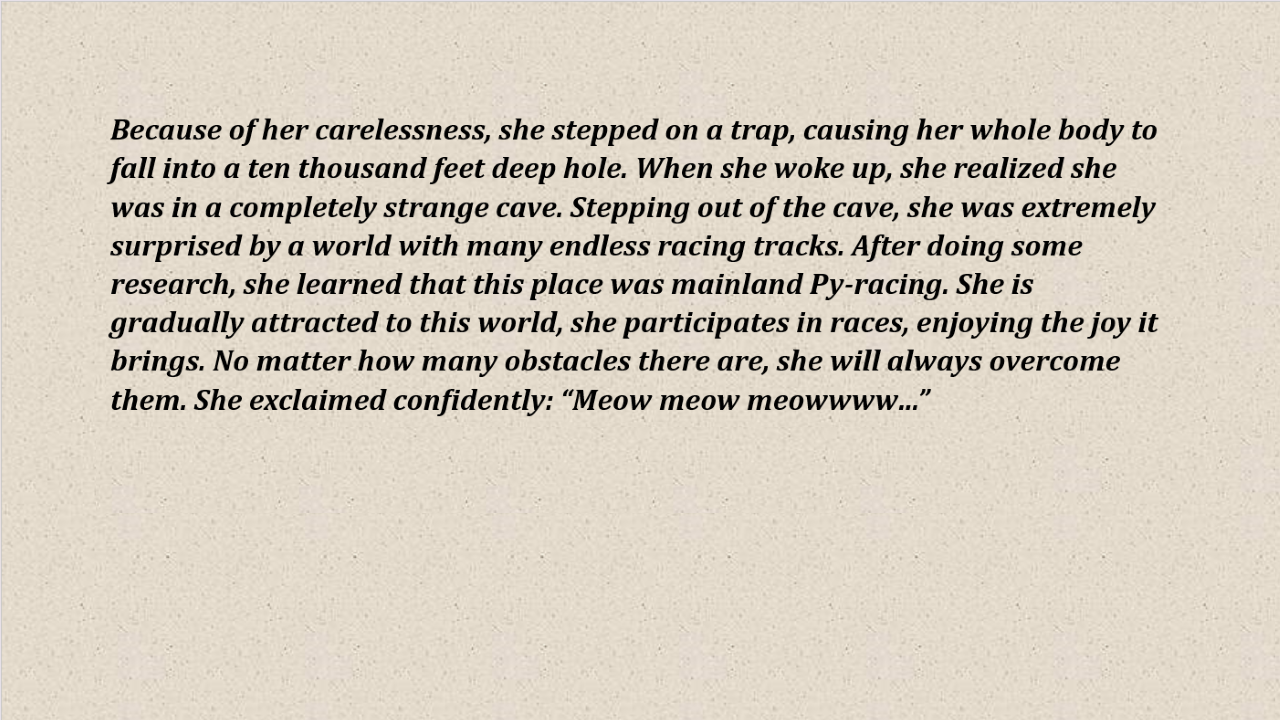 Because of her carelessness, she stepped on a trap, causing her whole body to
fall into a ten thousand feet deep hole. When she woke up, she realized she
was in a completely strange cave. Stepping out of the cave, she was extremely
surprised by a world with many endless racing tracks. After doing some
research, she learned that this place was mainland Py-racing. She is
gradually attracted to this world, she participates in races, enjoying the joy it
brings. No matter how many obstacles there are, she will always overcome
them. She exclaimed confidently: “Meow meow meowwww…”